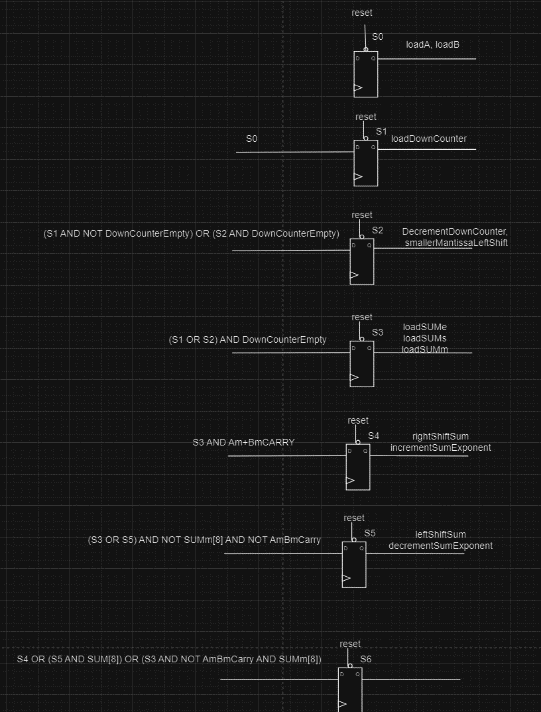 reset
S0
loadA, loadB
D Q
reset
S0
S1
loadDownCounter
D Q
reset
(S1 AND NOT DownCounterEmpty) OR (S2 AND DownCounterEmpty)
S2
DecrementDownCounter,
smallerMantissaLeftShift
D Q
reset
(S1 OR S2) AND DownCounterEmpty
S3
loadSUMe
loadSUMs
loadSUMm
D Q
reset
S3 AND Am+BmCARRY
S4
rightShiftSum
incrementSumExponent
D Q
reset
(S3 OR S5) AND NOT SUMm[8] AND NOT AmBmCarry
S5
leftShiftSum
decrementSumExponent
D Q
reset
S4 OR (S5 AND SUM[8]) OR (S3 AND NOT AmBmCarry AND SUMm[8])
S6
D Q